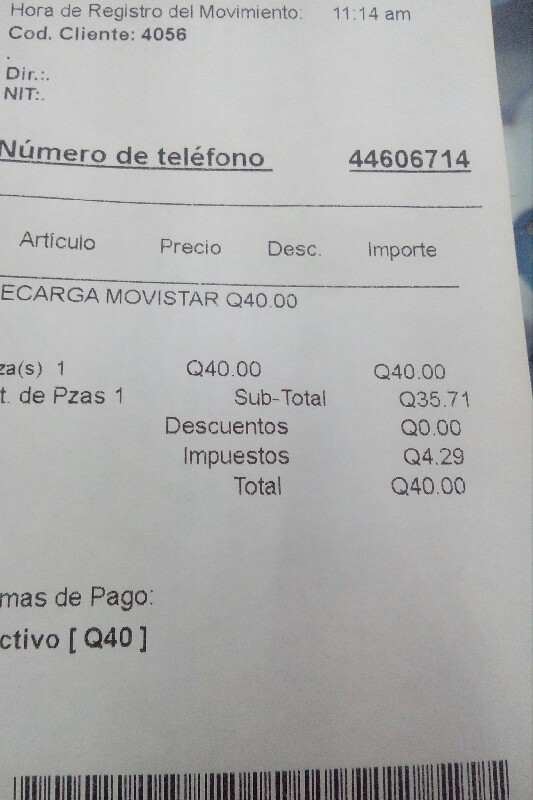 Hora de Registro del Movimiento: 11:14 am
Cod. Cliente: 4056
.
Dir.:.
NIT:.
Número de teléfono 44606714
Artículo Precio Desc. Importe
ECARGA MOVISTAR Q40.00
za(s) 1 Q40.00 Q40.00
t. de Pzas 1 Sub-Total Q35.71
Descuentos Q0.00
Impuestos Q4.29
Total Q40.00
mas de Pago:
ctivo [ Q40 ]